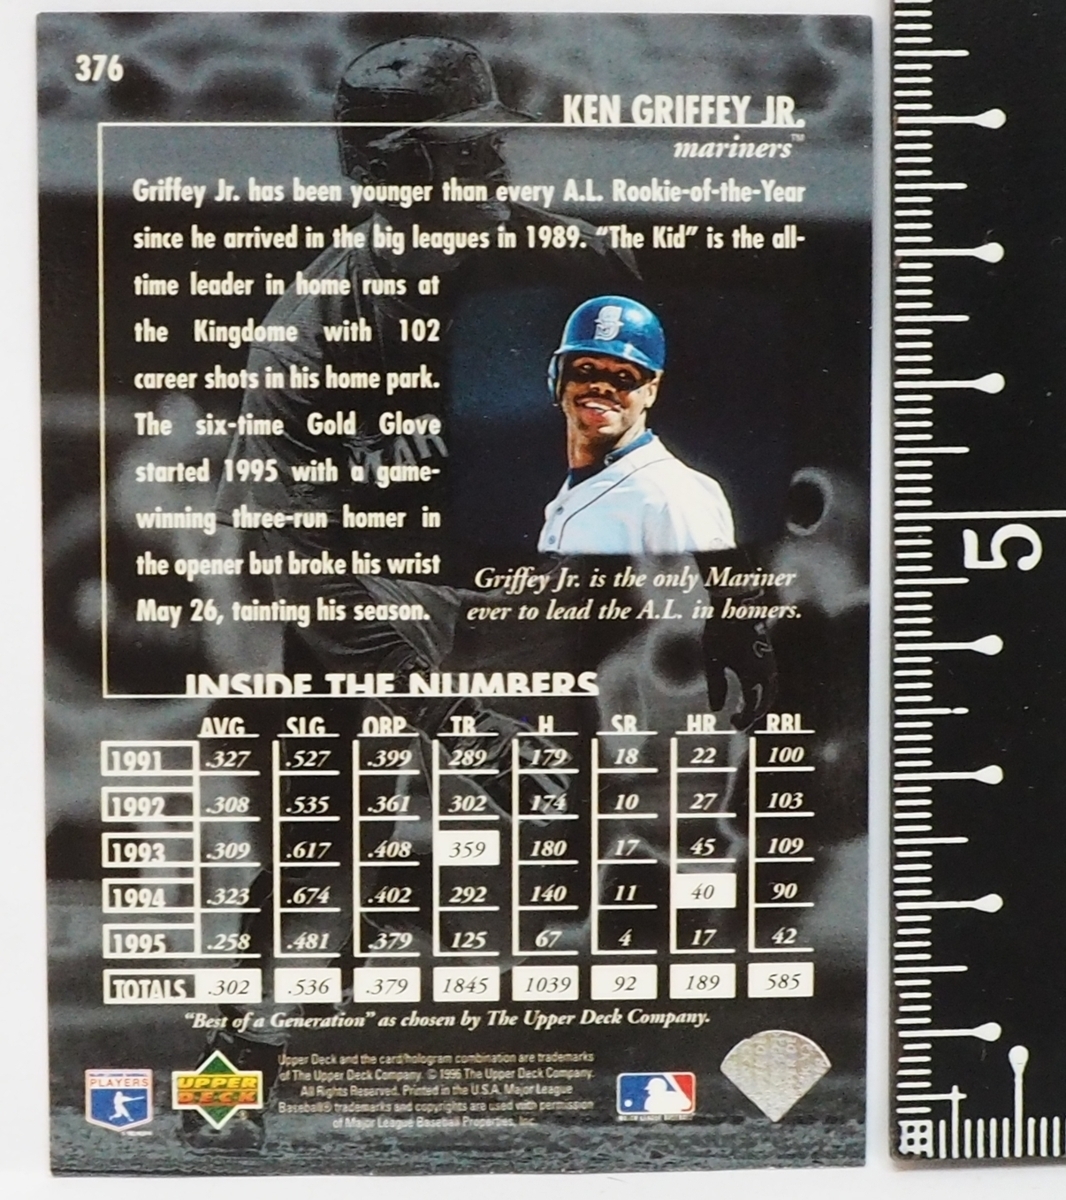 376
KEN GRIFFEY JR.
mariners™
Griffey Jr. has been younger than every A.L. Rookie-of-the-Year
since he arrived in the big leagues in 1989. “The Kid” is the all-
time leader in home runs at
the Kingdome with 102
career shots in his home park.
The six-time Gold Glove
started 1995 with a game-
winning three-run homer in
the opener but broke his wrist
May 26, tainting his season.
Griffey Jr. is the only Mariner
ever to lead the A.L. in homers.
INSIDE THE NUMBERS
AVG SLG OBP TB H SB HR RBI
1991 .327 .527 .399 289 179 18 22 100
1992 .308 .535 .361 302 174 10 27 103
1993 .309 .617 .408 359 180 17 45 109
1994 .323 .674 .402 292 140 11 40 90
1995 .258 .481 .379 125 67 4 17 42
TOTALS .302 .536 .379 1845 1039 92 189 585
“Best of a Generation” as chosen by The Upper Deck Company.
Upper Deck and the card/hologram combination are trademarks
of The Upper Deck Company. © 1996 The Upper Deck Company.
All Rights Reserved. Printed in the U.S.A. Major League
Baseball® trademarks and copyrights are used with permission
of Major League Baseball Properties, Inc.
PLAYERS
UPPER
DECK
MAJOR LEAGUE BASEBALL
5